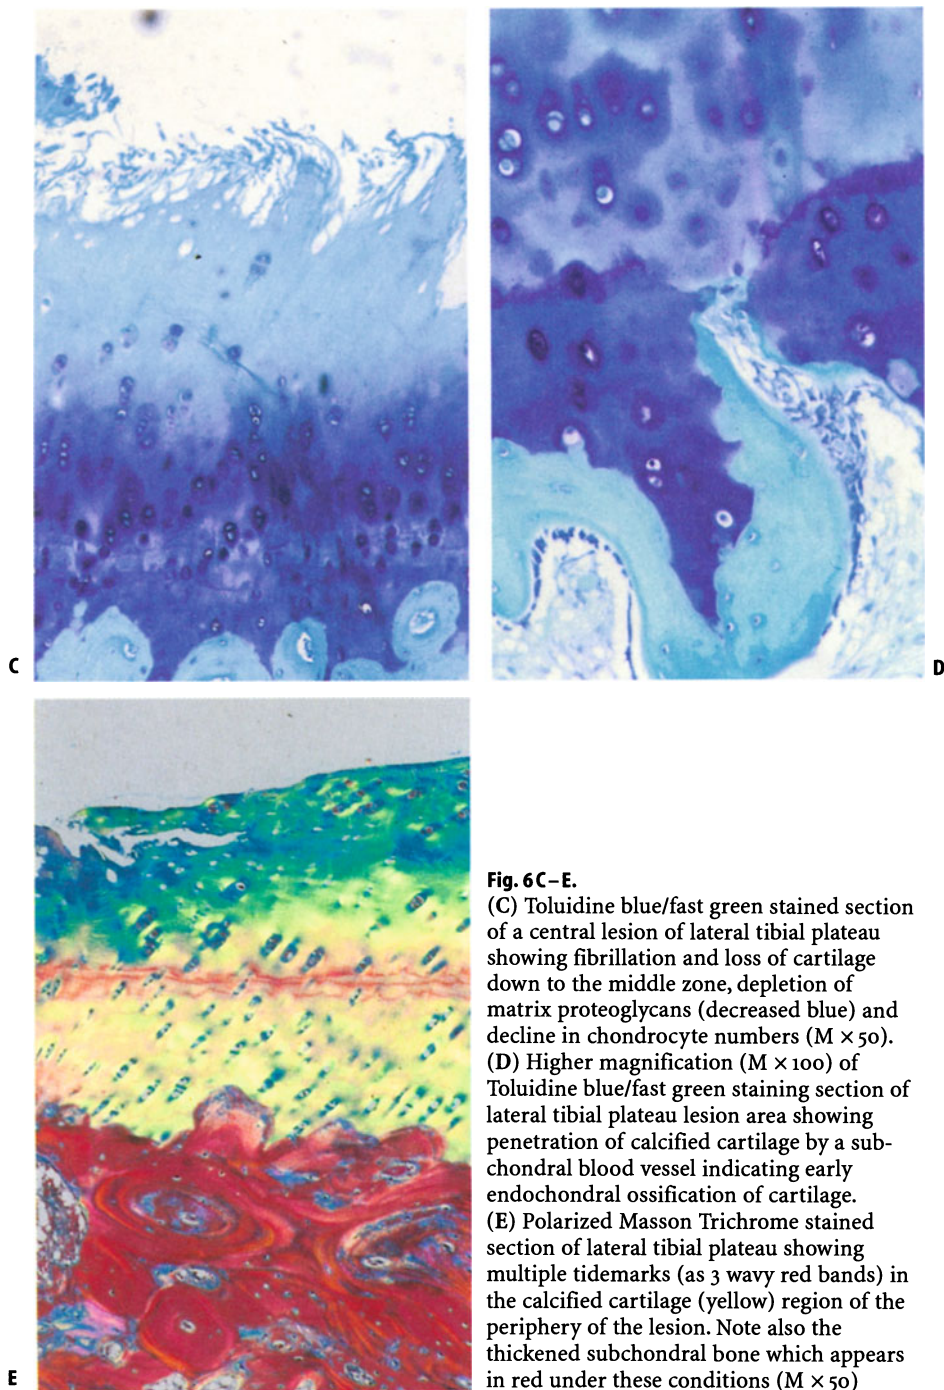 C
D
E
Fig. 6C–E.
(C) Toluidine blue/fast green stained section
of a central lesion of lateral tibial plateau
showing fibrillation and loss of cartilage
down to the middle zone, depletion of
matrix proteoglycans (decreased blue) and
decline in chondrocyte numbers (M × 50).
(D) Higher magnification (M × 100) of
Toluidine blue/fast green staining section of
lateral tibial plateau lesion area showing
penetration of calcified cartilage by a sub-
chondral blood vessel indicating early
endochondral ossification of cartilage.
(E) Polarized Masson Trichrome stained
section of lateral tibial plateau showing
multiple tidemarks (as 3 wavy red bands) in
the calcified cartilage (yellow) region of the
periphery of the lesion. Note also the
thickened subchondral bone which appears
in red under these conditions (M × 50)